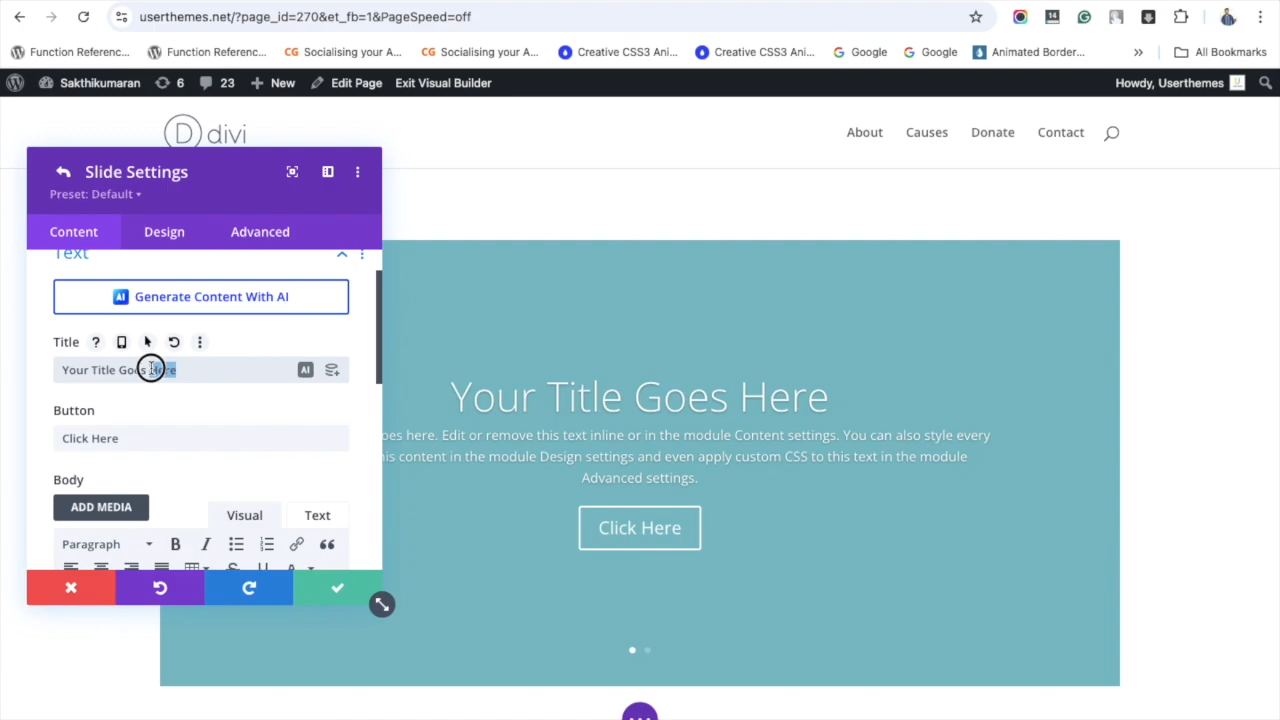 userthemes.net/?page_id=270&et_fb=1&PageSpeed=off
Function Referenc... Function Referenc... CG Socialising your A... CG Socialising your A... Creative CSS3 Ani... Creative CSS3 Ani... Google Google Animated Border... » All Bookmarks
Sakthikumaran 6 23 + New Edit Page Exit Visual Builder Howdy, Userthemes
D divi About Causes Donate Contact
Slide Settings
Preset: Default
Content Design Advanced
Text
AI Generate Content With AI
Title ?
Your Title Goes Here AI
Button
Click Here
Body
ADD MEDIA Visual Text
Paragraph B I
Your Title Goes Here
oes here. Edit or remove this text inline or in the module Content settings. You can also style every
his content in the module Design settings and even apply custom CSS to this text in the module
Advanced settings.
Click Here